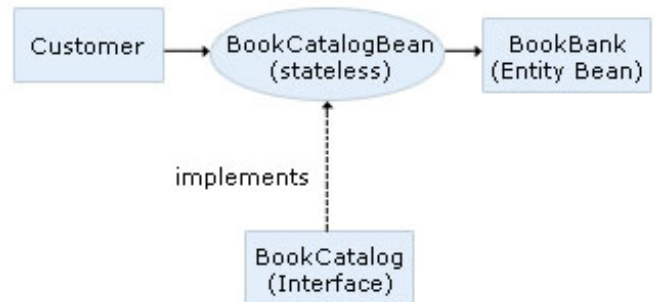 Customer
BookCatalogBean
(stateless)
BookBank
(Entity Bean)
implements
BookCatalog
(Interface)